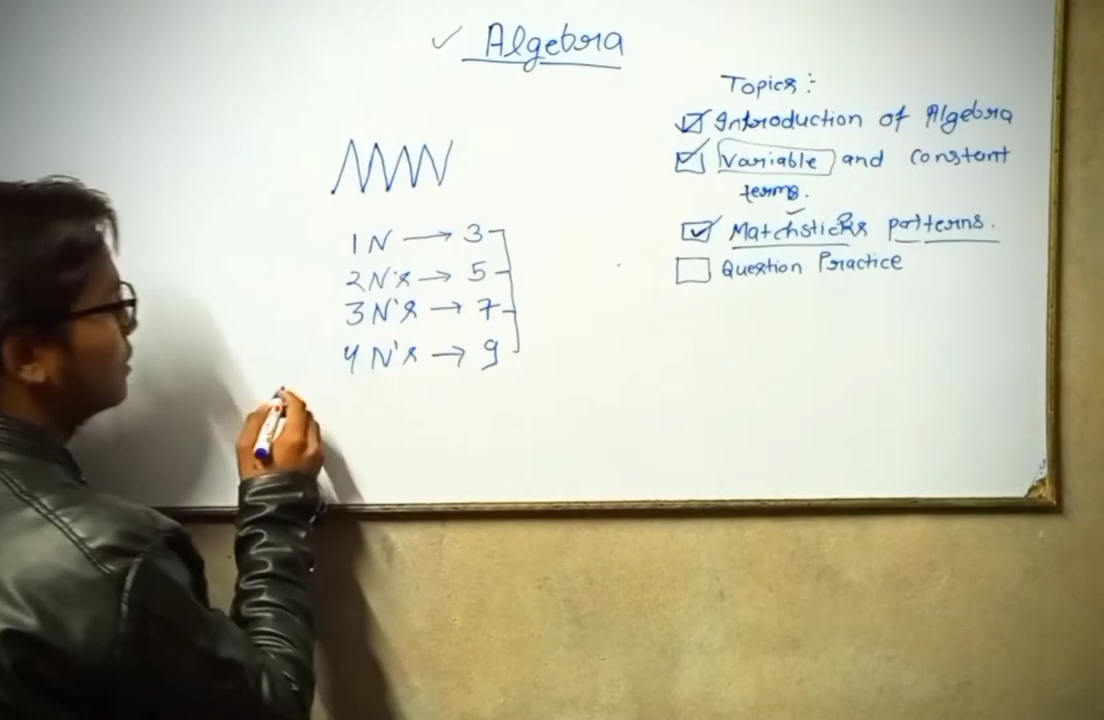 ✓ Algebra
Topics :-
☑ Introduction of Algebra
☑ Variable and constant
terms.
☑ Matchsticks patterns.
☐ Question Practice
1N → 3
2N's → 5
3N's → 7
4N's → 9